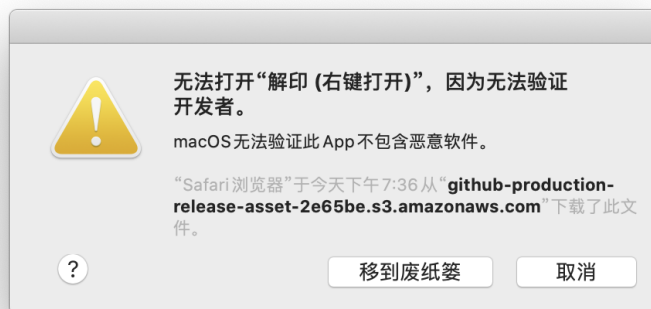 无法打开“解印 (右键打开)”，因为无法验证
开发者。
macOS无法验证此App不包含恶意软件。
“Safari浏览器”于今天下午7:36从“github-production-
release-asset-2e65be.s3.amazonaws.com”下载了此文
件。
?
移到废纸篓
取消